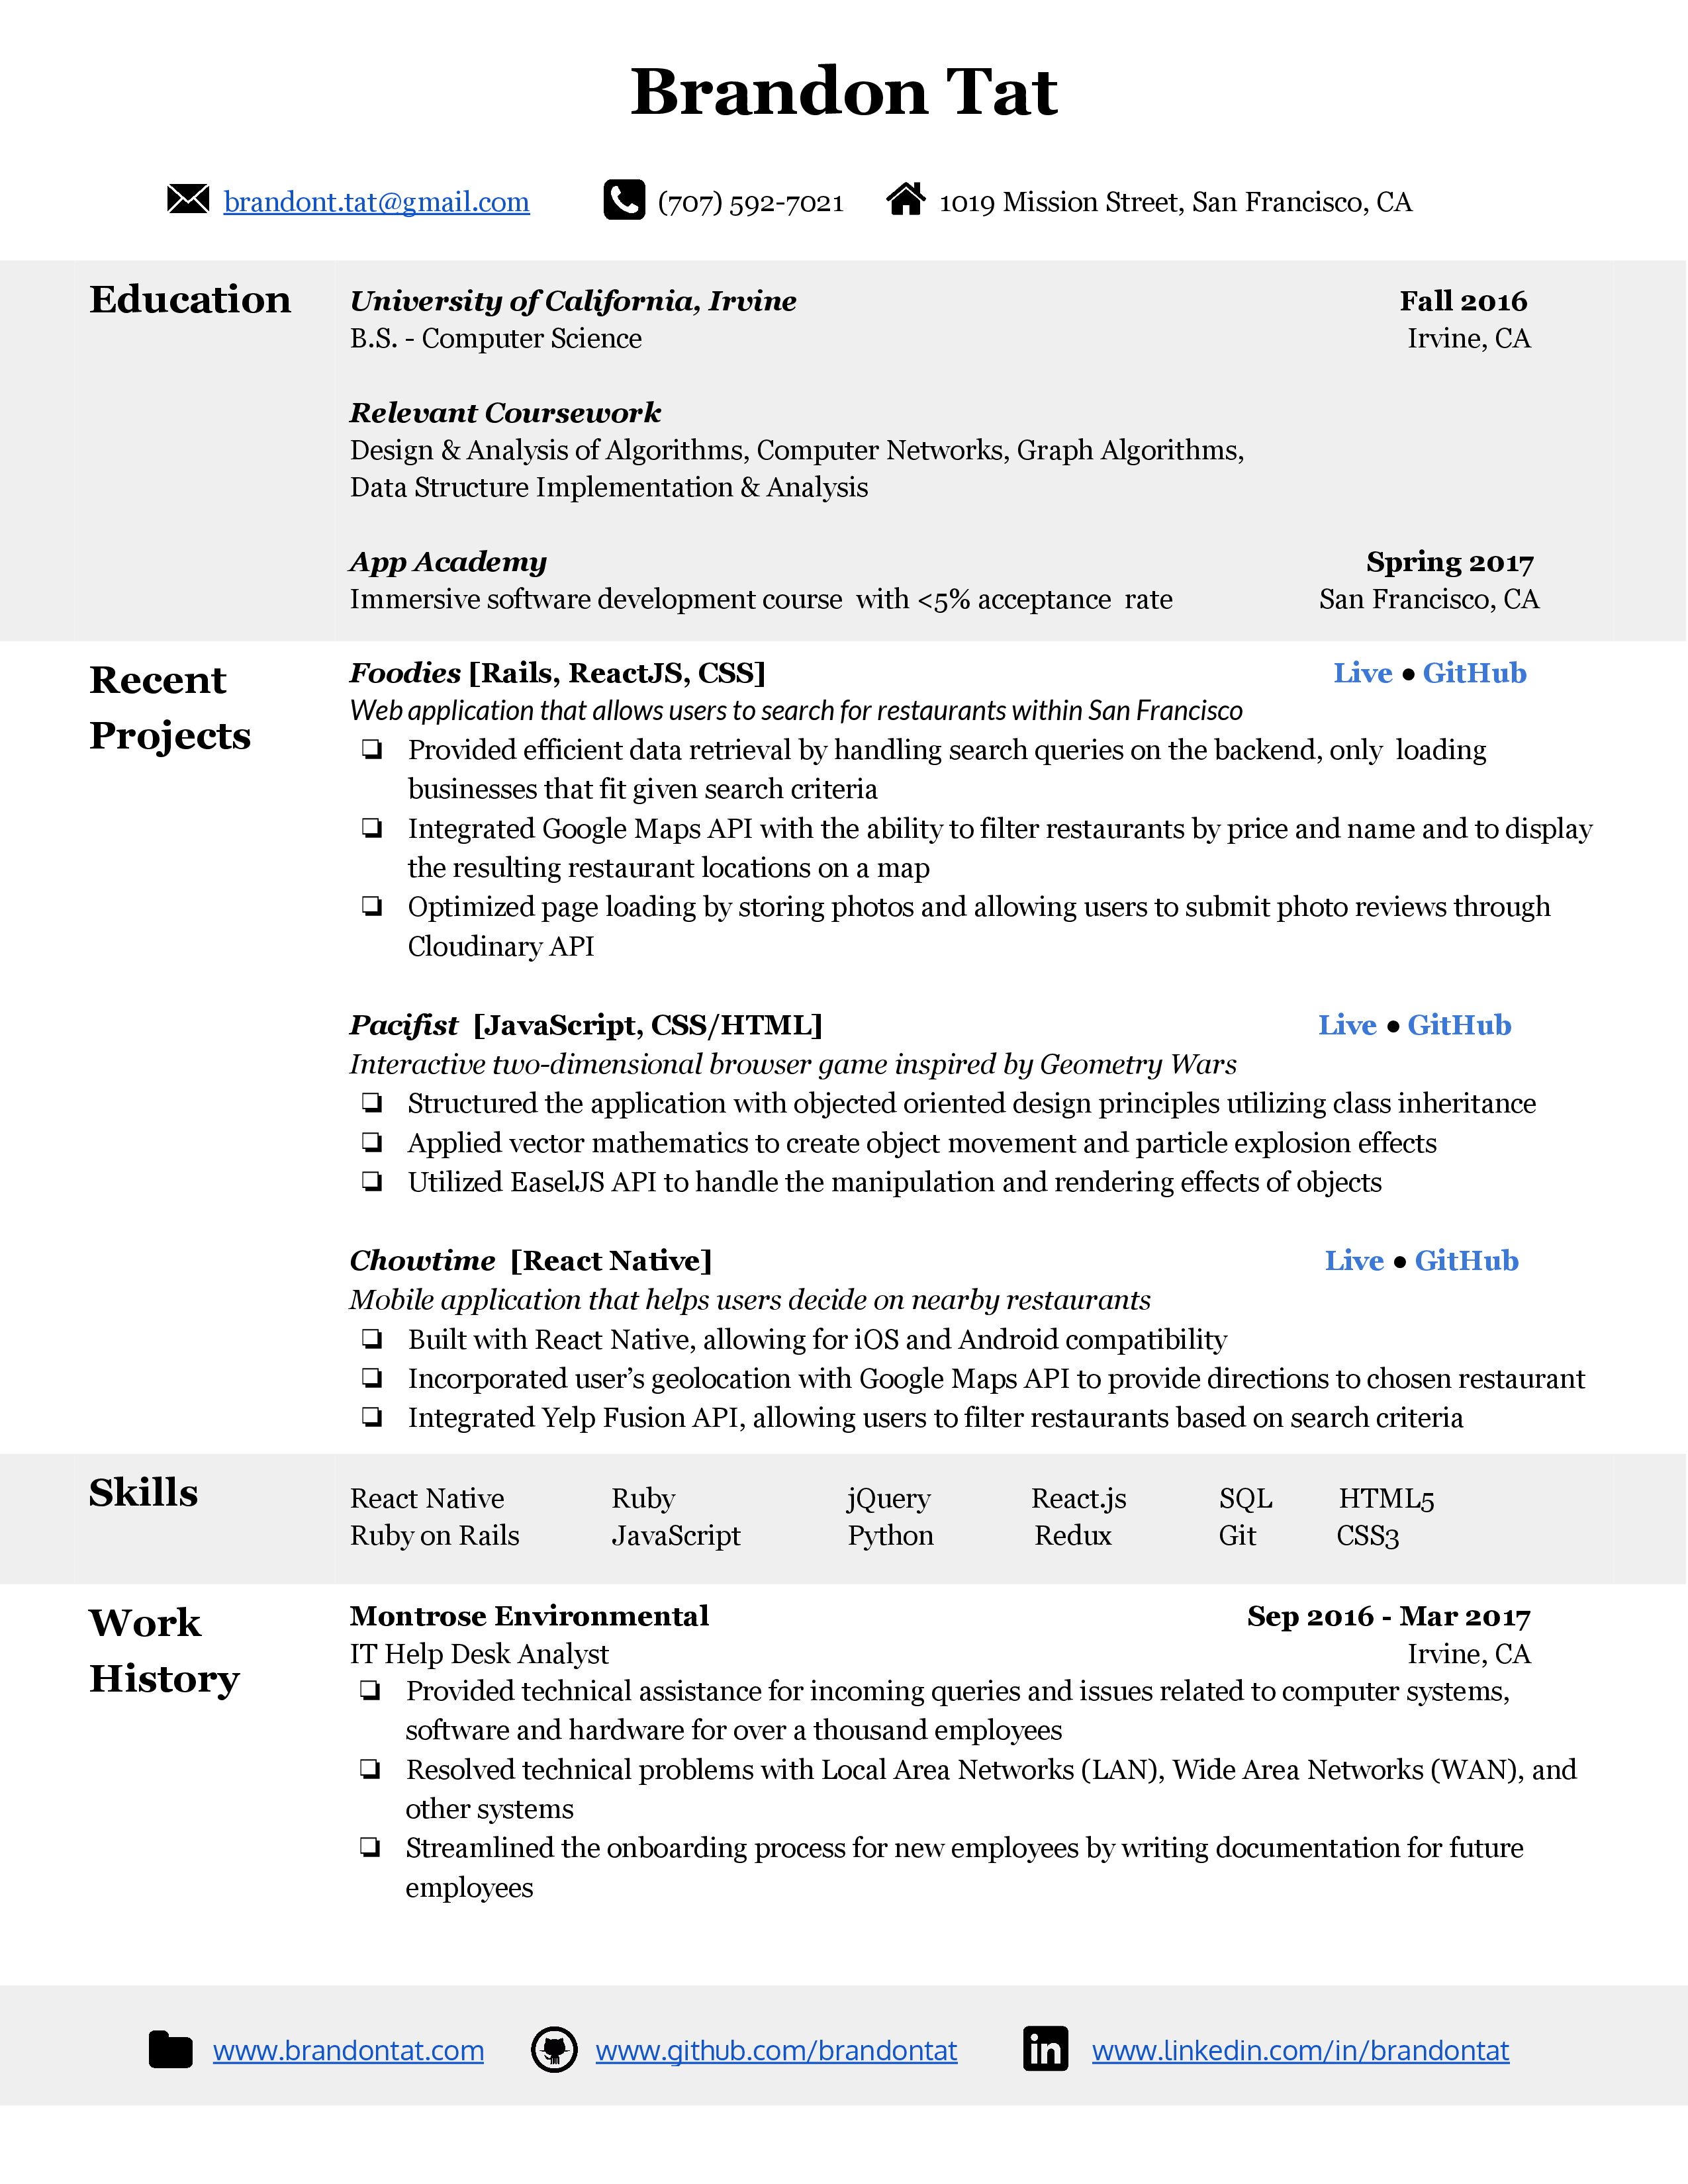 Brandon Tat
brandont.tat@gmail.com (707) 592-7021 1019 Mission Street, San Francisco, CA
Education
University of California, Irvine Fall 2016
B.S. - Computer Science Irvine, CA
Relevant Coursework
Design & Analysis of Algorithms, Computer Networks, Graph Algorithms,
Data Structure Implementation & Analysis
App Academy Spring 2017
Immersive software development course with <5% acceptance rate San Francisco, CA
Recent
Projects
Foodies [Rails, ReactJS, CSS] Live ● GitHub
Web application that allows users to search for restaurants within San Francisco
❏ Provided efficient data retrieval by handling search queries on the backend, only loading
businesses that fit given search criteria
❏ Integrated Google Maps API with the ability to filter restaurants by price and name and to display
the resulting restaurant locations on a map
❏ Optimized page loading by storing photos and allowing users to submit photo reviews through
Cloudinary API
Pacifist [JavaScript, CSS/HTML] Live ● GitHub
Interactive two-dimensional browser game inspired by Geometry Wars
❏ Structured the application with objected oriented design principles utilizing class inheritance
❏ Applied vector mathematics to create object movement and particle explosion effects
❏ Utilized EaselJS API to handle the manipulation and rendering effects of objects
Chowtime [React Native] Live ● GitHub
Mobile application that helps users decide on nearby restaurants
❏ Built with React Native, allowing for iOS and Android compatibility
❏ Incorporated user's geolocation with Google Maps API to provide directions to chosen restaurant
❏ Integrated Yelp Fusion API, allowing users to filter restaurants based on search criteria
Skills
React Native Ruby jQuery React.js SQL HTML5
Ruby on Rails JavaScript Python Redux Git CSS3
Work
History
Montrose Environmental Sep 2016 - Mar 2017
IT Help Desk Analyst Irvine, CA
❏ Provided technical assistance for incoming queries and issues related to computer systems,
software and hardware for over a thousand employees
❏ Resolved technical problems with Local Area Networks (LAN), Wide Area Networks (WAN), and
other systems
❏ Streamlined the onboarding process for new employees by writing documentation for future
employees
www.brandontat.com www.github.com/brandontat in www.linkedin.com/in/brandontat